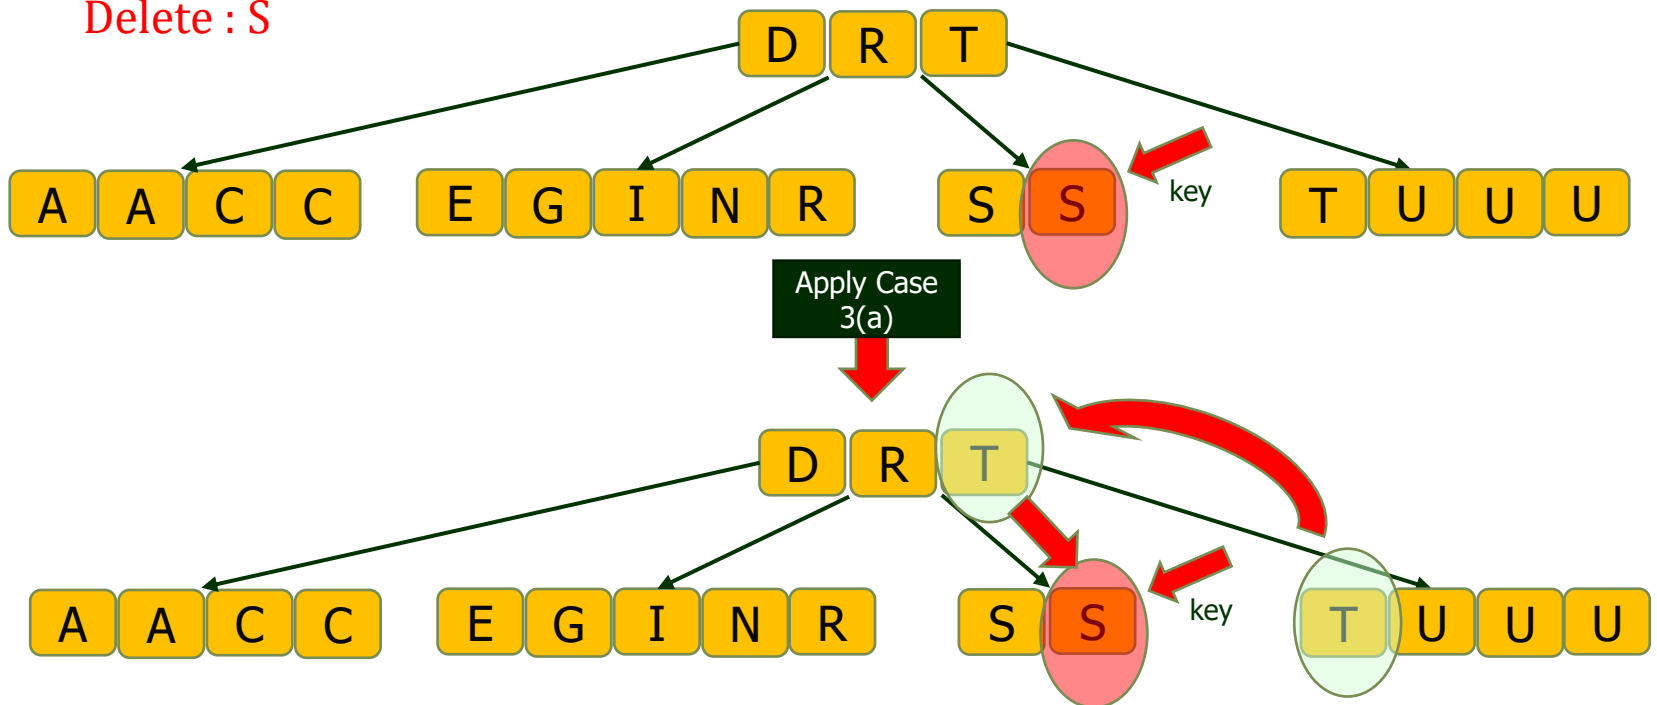 Delete : S
D R T
A A C C E G I N R S S T U U U
key
Apply Case
3(a)
D R T
A A C C E G I N R S S T U U U
key